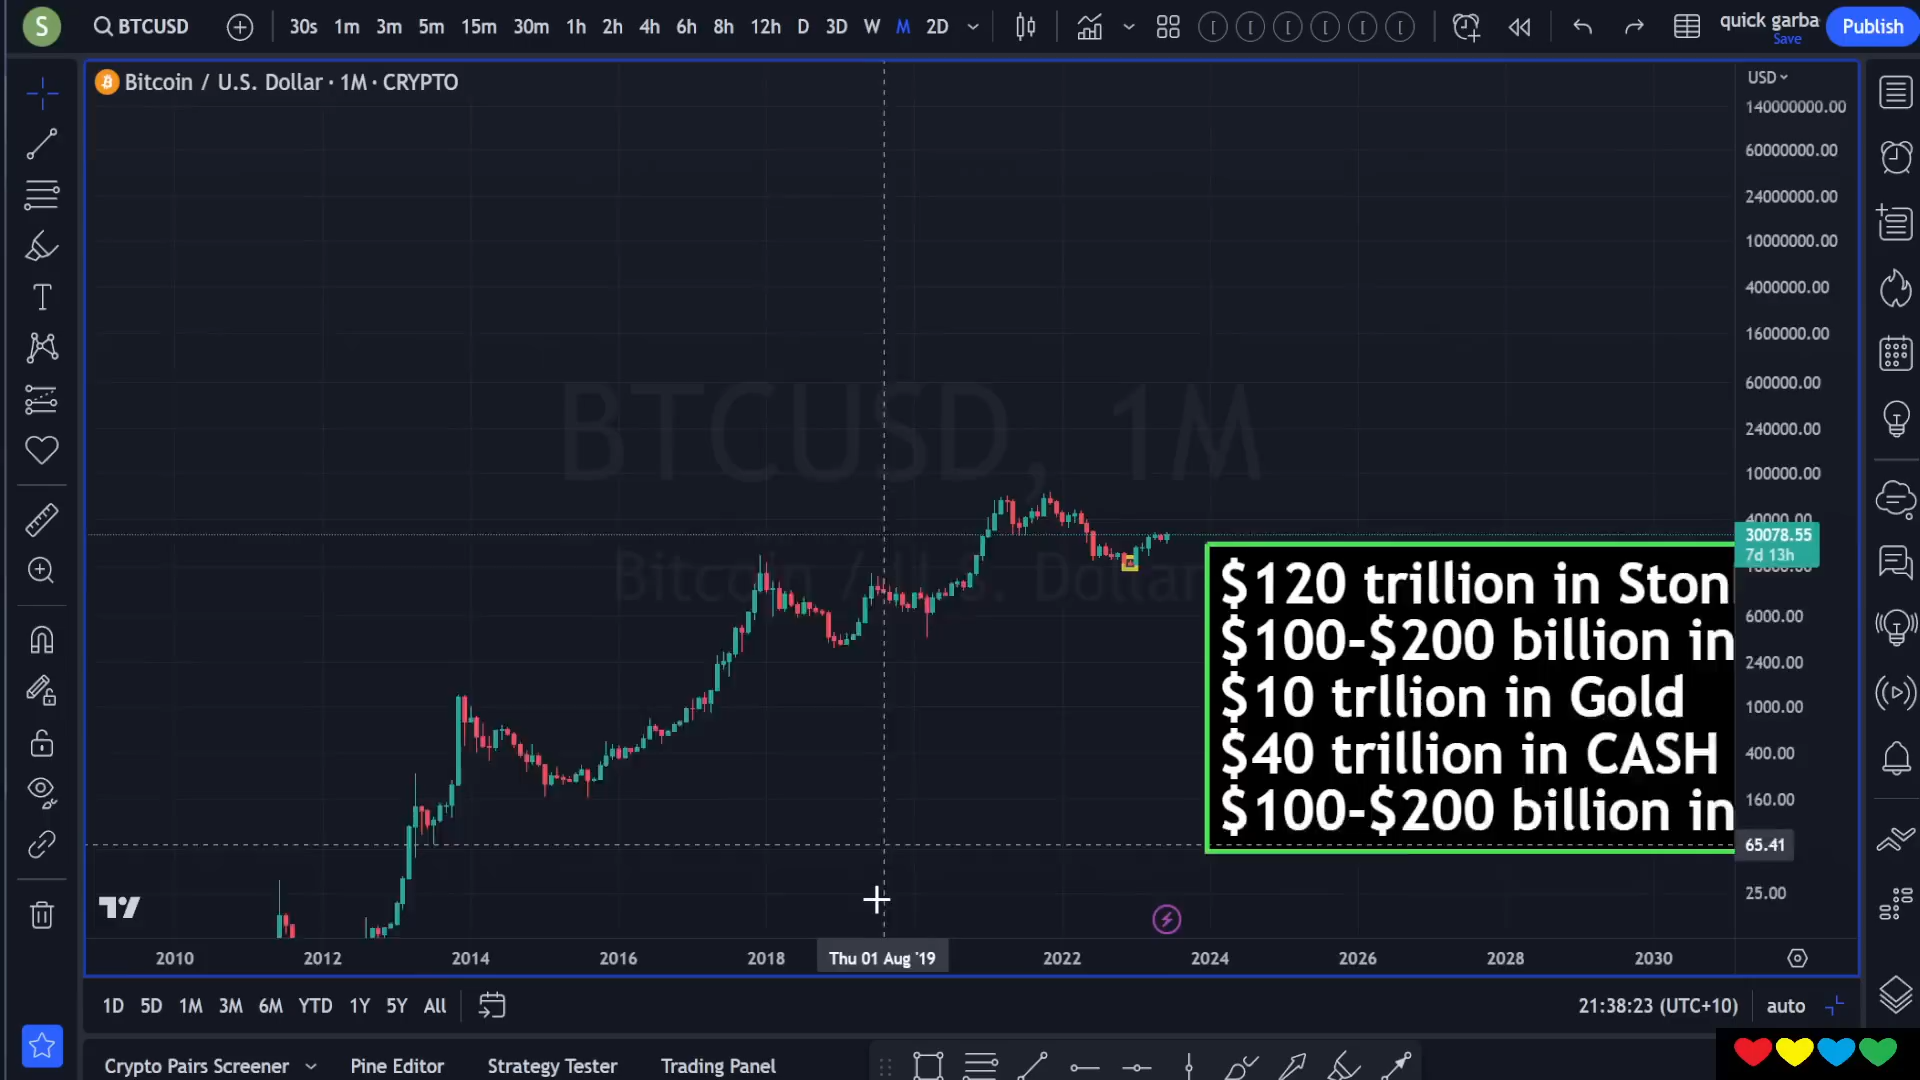 S
BTCUSD
30s 1m 3m 5m 15m 30m 1h 2h 4h 6h 8h 12h D 3D W M 2D
quick garba
Save
Publish
Bitcoin / U.S. Dollar · 1M · CRYPTO
USD
140000000.00
60000000.00
24000000.00
10000000.00
4000000.00
1600000.00
600000.00
240000.00
100000.00
40000.00
30078.55
7d 13h
6000.00
2400.00
1000.00
400.00
160.00
65.41
25.00
BTCUSD, 1M
Bitcoin / U.S. Dollar
$120 trillion in Ston
$100-$200 billion in
$10 trllion in Gold
$40 trillion in CASH
$100-$200 billion in
2010 2012 2014 2016 2018 Thu 01 Aug '19 2022 2024 2026 2028 2030
1D 5D 1M 3M 6M YTD 1Y 5Y All
21:38:23 (UTC+10) auto
Crypto Pairs Screener Pine Editor Strategy Tester Trading Panel